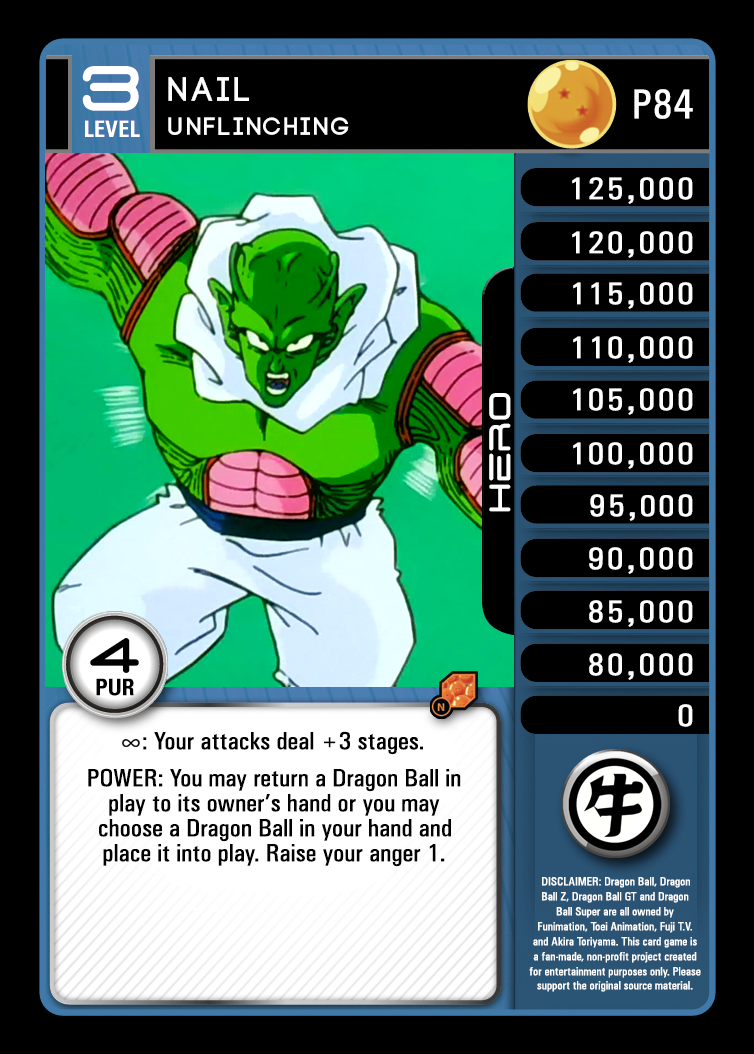 3
LEVEL
NAIL
UNFLINCHING
P84
125,000
120,000
115,000
110,000
105,000
100,000
95,000
90,000
85,000
80,000
0
HERO
4
PUR
N
∞: Your attacks deal +3 stages.
POWER: You may return a Dragon Ball in
play to its owner's hand or you may
choose a Dragon Ball in your hand and
place it into play. Raise your anger 1.
牛
DISCLAIMER: Dragon Ball, Dragon
Ball Z, Dragon Ball GT and Dragon
Ball Super are all owned by
Funimation, Toei Animation, Fuji T.V.
and Akira Toriyama. This card game is
a fan-made, non-profit project created
for entertainment purposes only. Please
support the original source material.